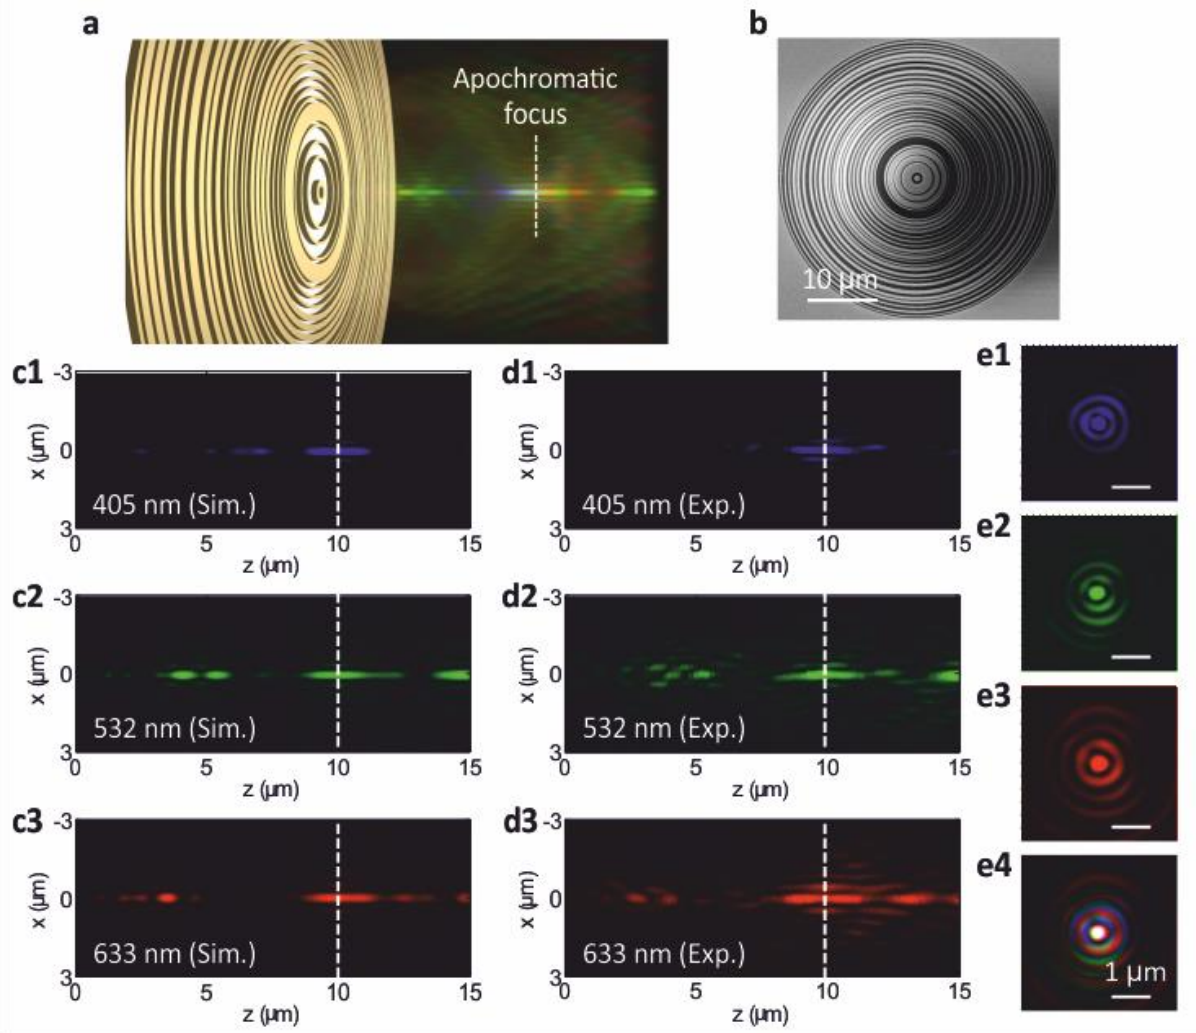 a
Apochromatic
focus
b
10 µm
c1
-3
x (µm)
0
405 nm (Sim.)
3
0
5
10
15
z (µm)
d1
-3
x (µm)
0
405 nm (Exp.)
3
0
5
10
15
z (µm)
e1
c2
-3
x (µm)
0
532 nm (Sim.)
3
0
5
10
15
z (µm)
d2
-3
x (µm)
0
532 nm (Exp.)
3
0
5
10
15
z (µm)
e2
e3
c3
-3
x (µm)
0
633 nm (Sim.)
3
0
5
10
15
z (µm)
d3
-3
x (µm)
0
633 nm (Exp.)
3
0
5
10
15
z (µm)
e4
1 µm